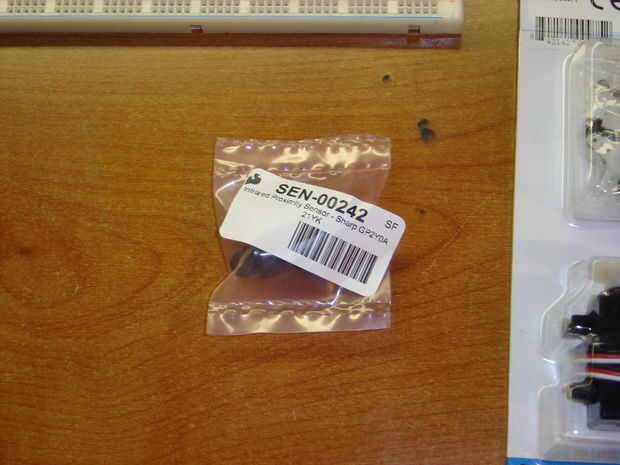 SEN-00242
SF
Infrared Proximity Sensor - Sharp GP2Y0A
21YK